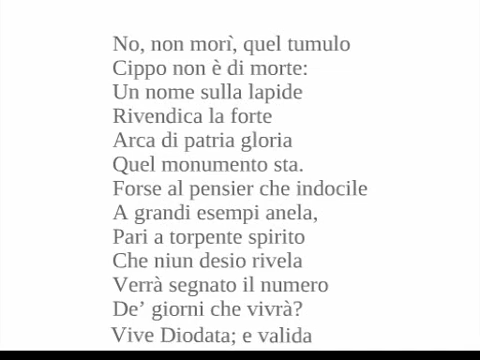 No, non morì, quel tumulo
Cippo non è di morte:
Un nome sulla lapide
Rivendica la forte
Arca di patria gloria
Quel monumento sta.
Forse al pensier che indocile
A grandi esempi anela,
Pari a torpente spirito
Che niun desio rivela
Verrà segnato il numero
De’ giorni che vivrà?
Vive Diodata; e valida